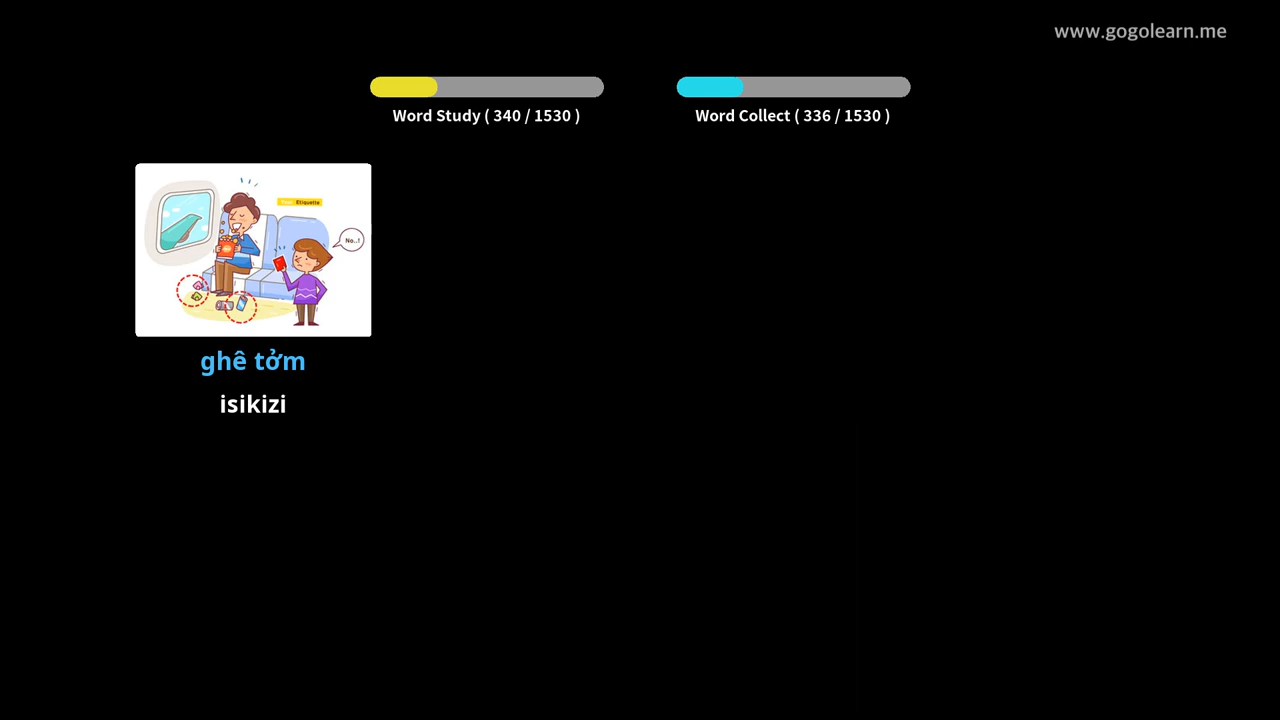 www.gogolearn.me
Word Study ( 340 / 1530 )
Word Collect ( 336 / 1530 )
Etiquette
No..!
ghê tởm
isikizi